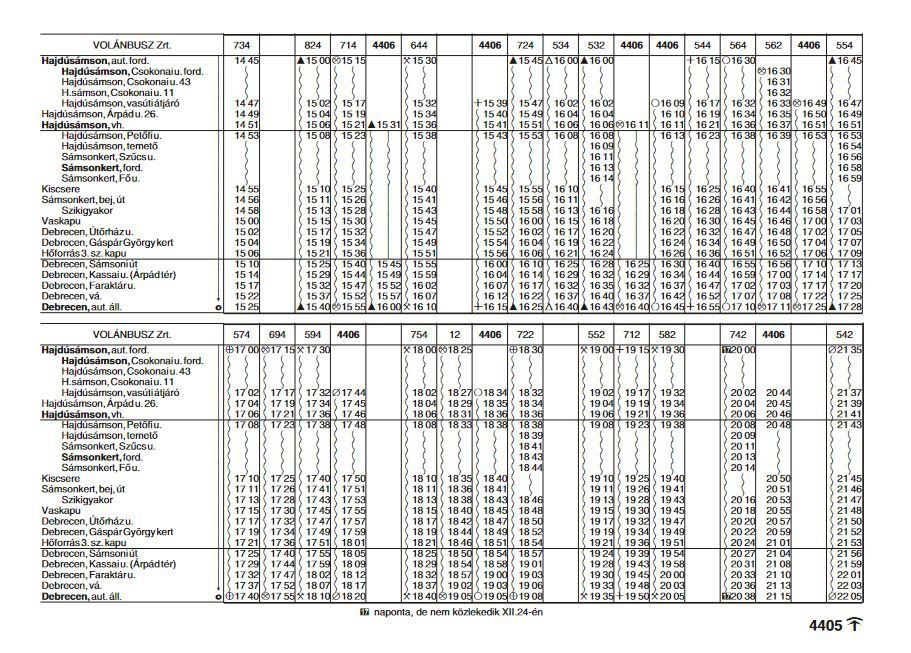 VOLÁNBUSZ Zrt. 734 824 714 4406 644 4406 724 534 532 4406 4406 544 564 562 4406 554
Hajdúsámson, aut. ford. 14 45 ▲15 00 ⊗15 15 ⚒15 30 ▲15 45 △16 00 ▲16 00 +16 15 ○16 30 ▲16 45
Hajdúsámson, Csokonai u. ford. ⊗16 30
Hajdúsámson, Csokonai u. 43 16 31
H.sámson, Csokonai u. 11 16 32
Hajdúsámson, vasúti átjáró 14 47 15 02 15 17 15 32 +15 39 15 47 16 02 16 02 ○16 09 16 17 16 32 16 33 ⊗16 49 16 47
Hajdúsámson, Árpád u. 26. 14 49 15 04 15 19 15 34 15 40 15 49 16 04 16 04 16 10 16 19 16 34 16 35 16 50 16 49
Hajdúsámson, vh. 14 51 15 06 15 21 ▲15 31 15 36 15 41 15 51 16 06 16 06 ⊗16 11 16 11 16 21 16 36 16 37 16 51 16 51
Hajdúsámson, Petőfi u. 14 53 15 08 15 23 15 38 15 43 15 53 16 08 16 08 16 13 16 23 16 38 16 39 16 53 16 53
Hajdúsámson, temető 16 09 16 54
Sámsonkert, Szűcs u. 16 11 16 56
Sámsonkert, ford. 16 13 16 58
Sámsonkert, Fő u. 16 14 16 59
Kiscsere 14 55 15 10 15 25 15 40 15 45 15 55 16 10 16 15 16 25 16 40 16 41 16 55
Sámsonkert, bej. út 14 56 15 11 15 26 15 41 15 46 15 56 16 11 16 16 16 26 16 41 16 42 16 56
Szikigyakor 14 58 15 13 15 28 15 43 15 48 15 58 16 13 16 16 16 18 16 28 16 43 16 44 16 58 17 01
Vaskapu 15 00 15 15 15 30 15 45 15 50 16 00 16 15 16 18 16 20 16 30 16 45 16 46 17 00 17 03
Debrecen, Útőrház u. 15 02 15 17 15 32 15 47 15 52 16 02 16 17 16 20 16 22 16 32 16 47 16 48 17 02 17 05
Debrecen, Gáspár György kert 15 04 15 19 15 34 15 49 15 54 16 04 16 19 16 22 16 24 16 34 16 49 16 50 17 04 17 07
Hőforrás 3. sz. kapu 15 06 15 21 15 36 15 51 15 56 16 06 16 21 16 24 16 26 16 36 16 51 16 52 17 06 17 09
Debrecen, Sámsoni út 15 10 15 25 15 40 15 45 15 55 16 00 16 10 16 25 16 28 16 25 16 30 16 40 16 55 16 56 17 10 17 13
Debrecen, Kassai u. (Árpád tér) 15 14 15 29 15 44 15 49 15 59 16 04 16 14 16 29 16 32 16 29 16 34 16 44 16 59 17 00 17 14 17 17
Debrecen, Faraktár u. 15 17 15 32 15 47 15 52 16 02 16 07 16 17 16 32 16 35 16 32 16 37 16 47 17 02 17 03 17 17 17 20
Debrecen, vá. 15 22 15 37 15 52 15 57 16 07 16 12 16 22 16 37 16 40 16 37 16 42 16 52 17 07 17 08 17 22 17 25
Debrecen, aut. áll. o 15 25 ▲15 40 ⊗15 55 ▲16 00 ⚒16 10 +16 15 ▲16 25 △16 40 ▲16 43 ⊗16 40 ○16 45 +16 55 ○17 10 ⊗17 11 ⊗17 25 ▲17 28
VOLÁNBUSZ Zrt. 574 694 594 4406 754 12 4406 722 552 712 582 742 4406 542
Hajdúsámson, aut. ford. ⊕17 00 ⊗17 15 ⚒17 30 ⚒18 00 ⊗18 25 ⊕18 30 ⚒19 00 +19 15 ⚒19 30 20 00 ∅21 35
Hajdúsámson, Csokonai u. ford.
Hajdúsámson, Csokonai u. 43
H.sámson, Csokonai u. 11
Hajdúsámson, vasúti átjáró 17 02 17 17 17 32 ∅17 44 18 02 18 27 ○18 34 18 32 19 02 19 17 19 32 20 02 20 44 21 37
Hajdúsámson, Árpád u. 26. 17 04 17 19 17 34 17 45 18 04 18 29 18 35 18 34 19 04 19 19 19 34 20 04 20 45 21 39
Hajdúsámson, vh. 17 06 17 21 17 36 17 46 18 06 18 31 18 36 18 36 19 06 19 21 19 36 20 06 20 46 21 41
Hajdúsámson, Petőfi u. 17 08 17 23 17 38 17 48 18 08 18 33 18 38 18 38 19 08 19 23 19 38 20 08 20 48 21 43
Hajdúsámson, temető 18 39 20 09
Sámsonkert, Szűcs u. 18 41 20 11
Sámsonkert, ford. 18 43 20 13
Sámsonkert, Fő u. 18 44 20 14
Kiscsere 17 10 17 25 17 40 17 50 18 10 18 35 18 40 19 10 19 25 19 40 20 50 21 45
Sámsonkert, bej. út 17 11 17 26 17 41 17 51 18 11 18 36 18 41 19 11 19 26 19 41 20 51 21 46
Szikigyakor 17 13 17 28 17 43 17 53 18 13 18 38 18 43 18 46 19 13 19 28 19 43 20 16 20 53 21 47
Vaskapu 17 15 17 30 17 45 17 55 18 15 18 40 18 45 18 48 19 15 19 30 19 45 20 18 20 55 21 48
Debrecen, Útőrház u. 17 17 17 32 17 47 17 57 18 17 18 42 18 47 18 50 19 17 19 32 19 47 20 20 20 57 21 50
Debrecen, Gáspár György kert 17 19 17 34 17 49 17 59 18 19 18 44 18 49 18 52 19 19 19 34 19 49 20 22 20 59 21 52
Hőforrás 3. sz. kapu 17 21 17 36 17 51 18 01 18 21 18 46 18 51 18 54 19 21 19 36 19 51 20 24 21 01 21 53
Debrecen, Sámsoni út 17 25 17 40 17 55 18 05 18 25 18 50 18 54 18 57 19 24 19 39 19 54 20 27 21 04 21 56
Debrecen, Kassai u. (Árpád tér) 17 29 17 44 17 59 18 09 18 29 18 54 18 58 19 01 19 28 19 43 19 58 20 31 21 08 21 59
Debrecen, Faraktár u. 17 32 17 47 18 02 18 12 18 32 18 57 19 00 19 03 19 30 19 45 20 00 20 33 21 10 22 01
Debrecen, vá. 17 37 17 52 18 07 18 17 18 37 19 02 19 03 19 06 19 33 19 48 20 03 20 36 21 13 22 03
Debrecen, aut. áll. o ⊕17 40 ⊗17 55 ⚒18 10 ∅18 20 ⚒18 40 ⊗19 05 ○19 05 ⊕19 08 ⚒19 35 +19 50 ⚒20 05 20 38 21 15 ∅22 05
naponta, de nem közlekedik XII.24-én
4405